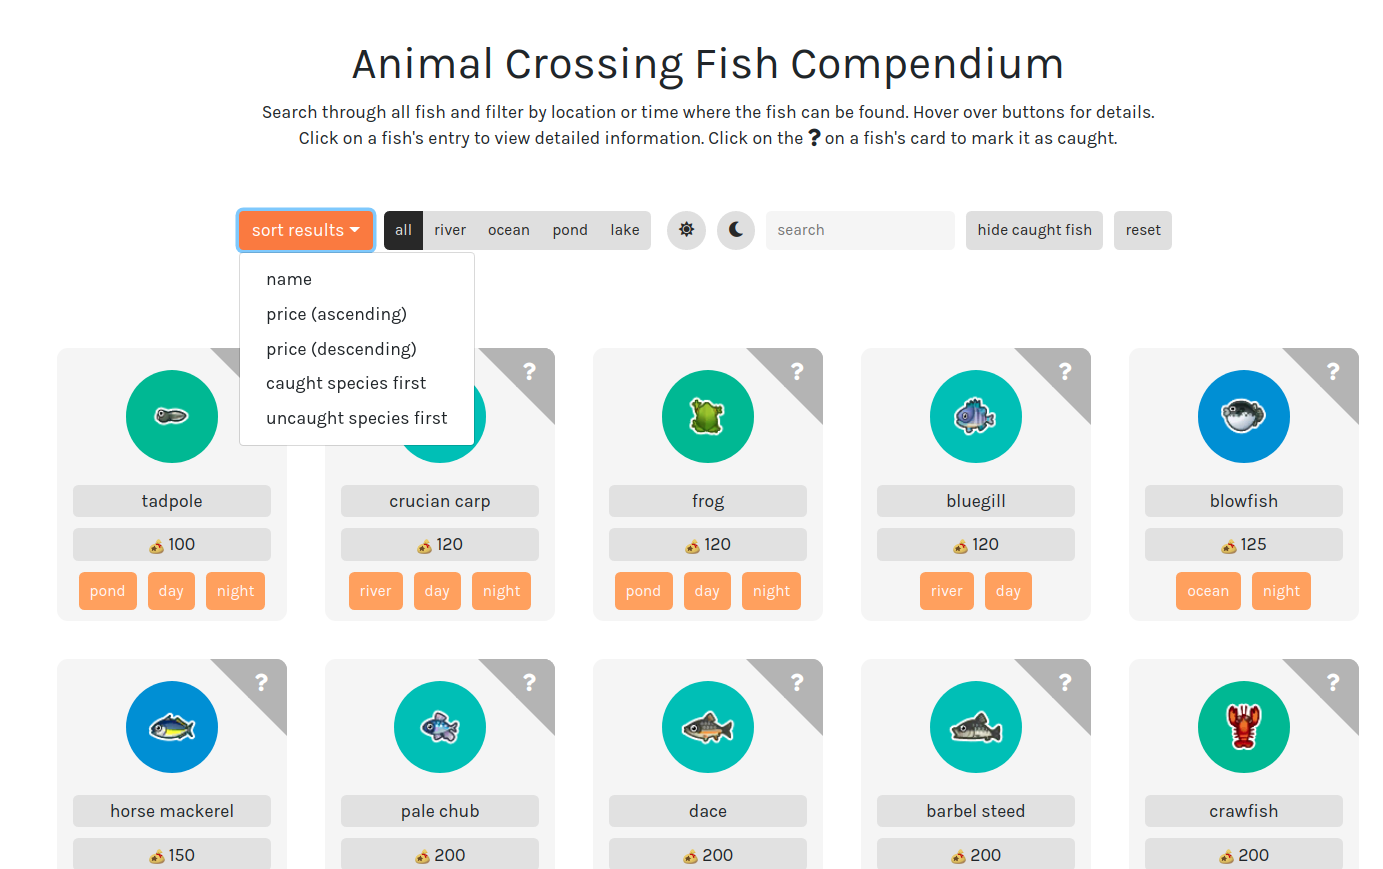 Animal Crossing Fish Compendium
Search through all fish and filter by location or time where the fish can be found. Hover over buttons for details.
Click on a fish's entry to view detailed information. Click on the ? on a fish's card to mark it as caught.
sort results all river ocean pond lake search hide caught fish reset
name
price (ascending)
price (descending)
caught species first
uncaught species first
? ? ? ?
tadpole crucian carp frog bluegill blowfish
100 120 120 120 125
pond day night river day night pond day night river day ocean night
? ? ? ? ?
horse mackerel pale chub dace barbel steed crawfish
150 200 200 200 200